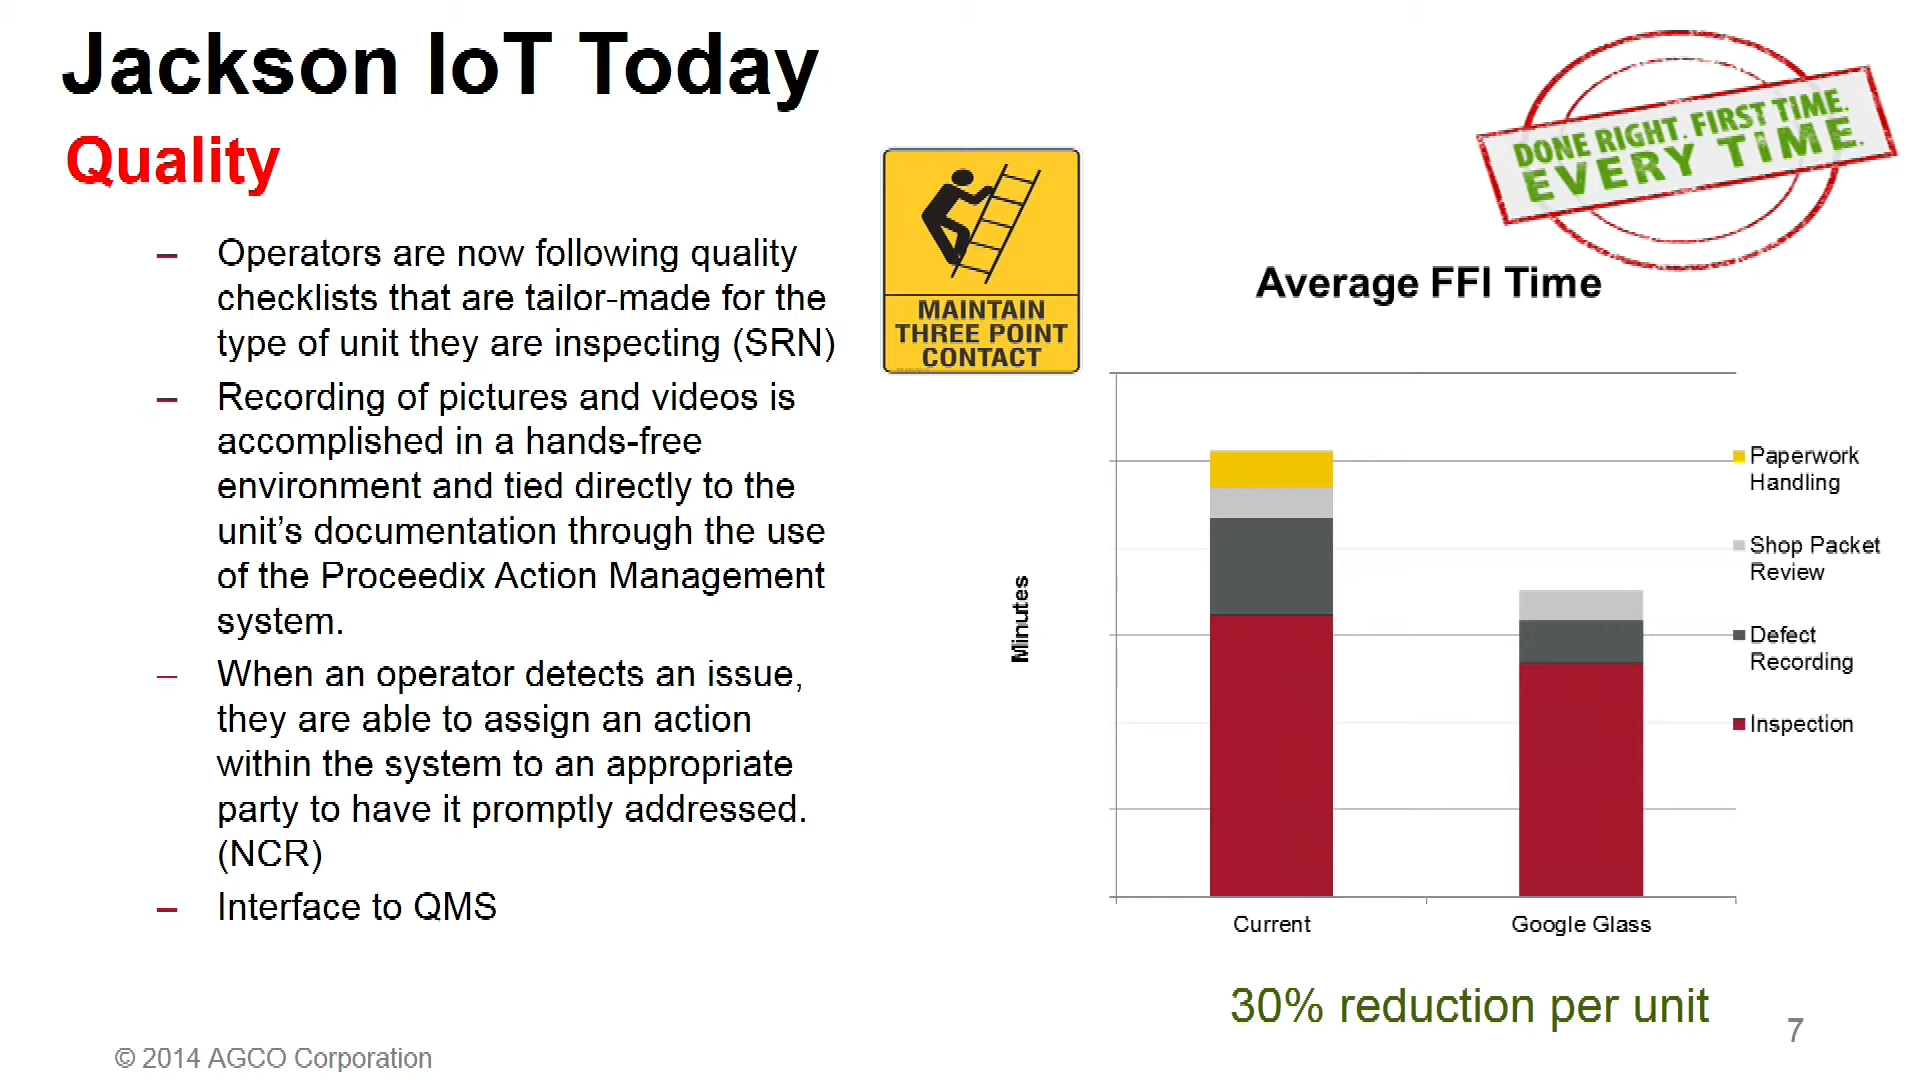 Jackson IoT Today
Quality
– Operators are now following quality
checklists that are tailor-made for the
type of unit they are inspecting (SRN)
– Recording of pictures and videos is
accomplished in a hands-free
environment and tied directly to the
unit’s documentation through the use
of the Proceedix Action Management
system.
– When an operator detects an issue,
they are able to assign an action
within the system to an appropriate
party to have it promptly addressed.
(NCR)
– Interface to QMS
MAINTAIN
THREE POINT
CONTACT
DONE RIGHT. FIRST TIME.
EVERY TIME.
Average FFI Time
Minutes
Paperwork
Handling
Shop Packet
Review
Defect
Recording
Inspection
Current
Google Glass
30% reduction per unit
7
© 2014 AGCO Corporation